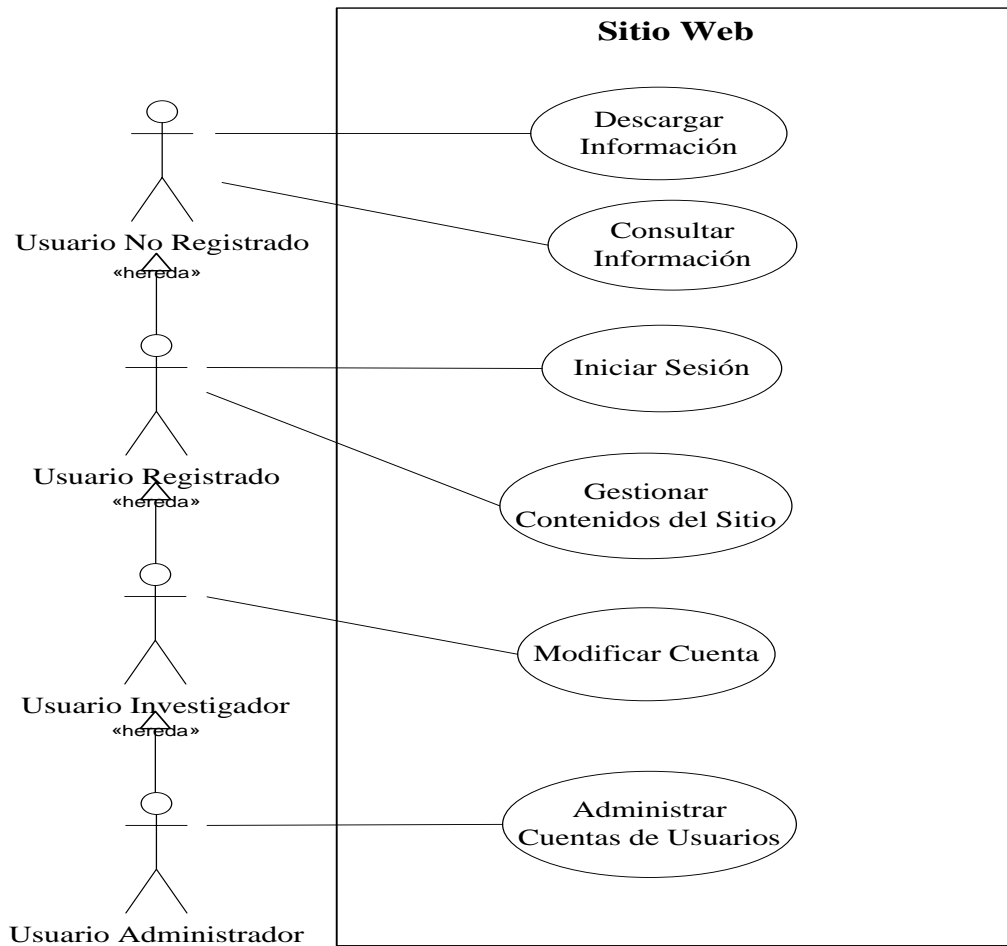 Sitio Web
Descargar
Información
Consultar
Información
Usuario No Registrado
«hereda»
Iniciar Sesión
Usuario Registrado
«hereda»
Gestionar
Contenidos del Sitio
Modificar Cuenta
Usuario Investigador
«hereda»
Administrar
Cuentas de Usuarios
Usuario Administrador